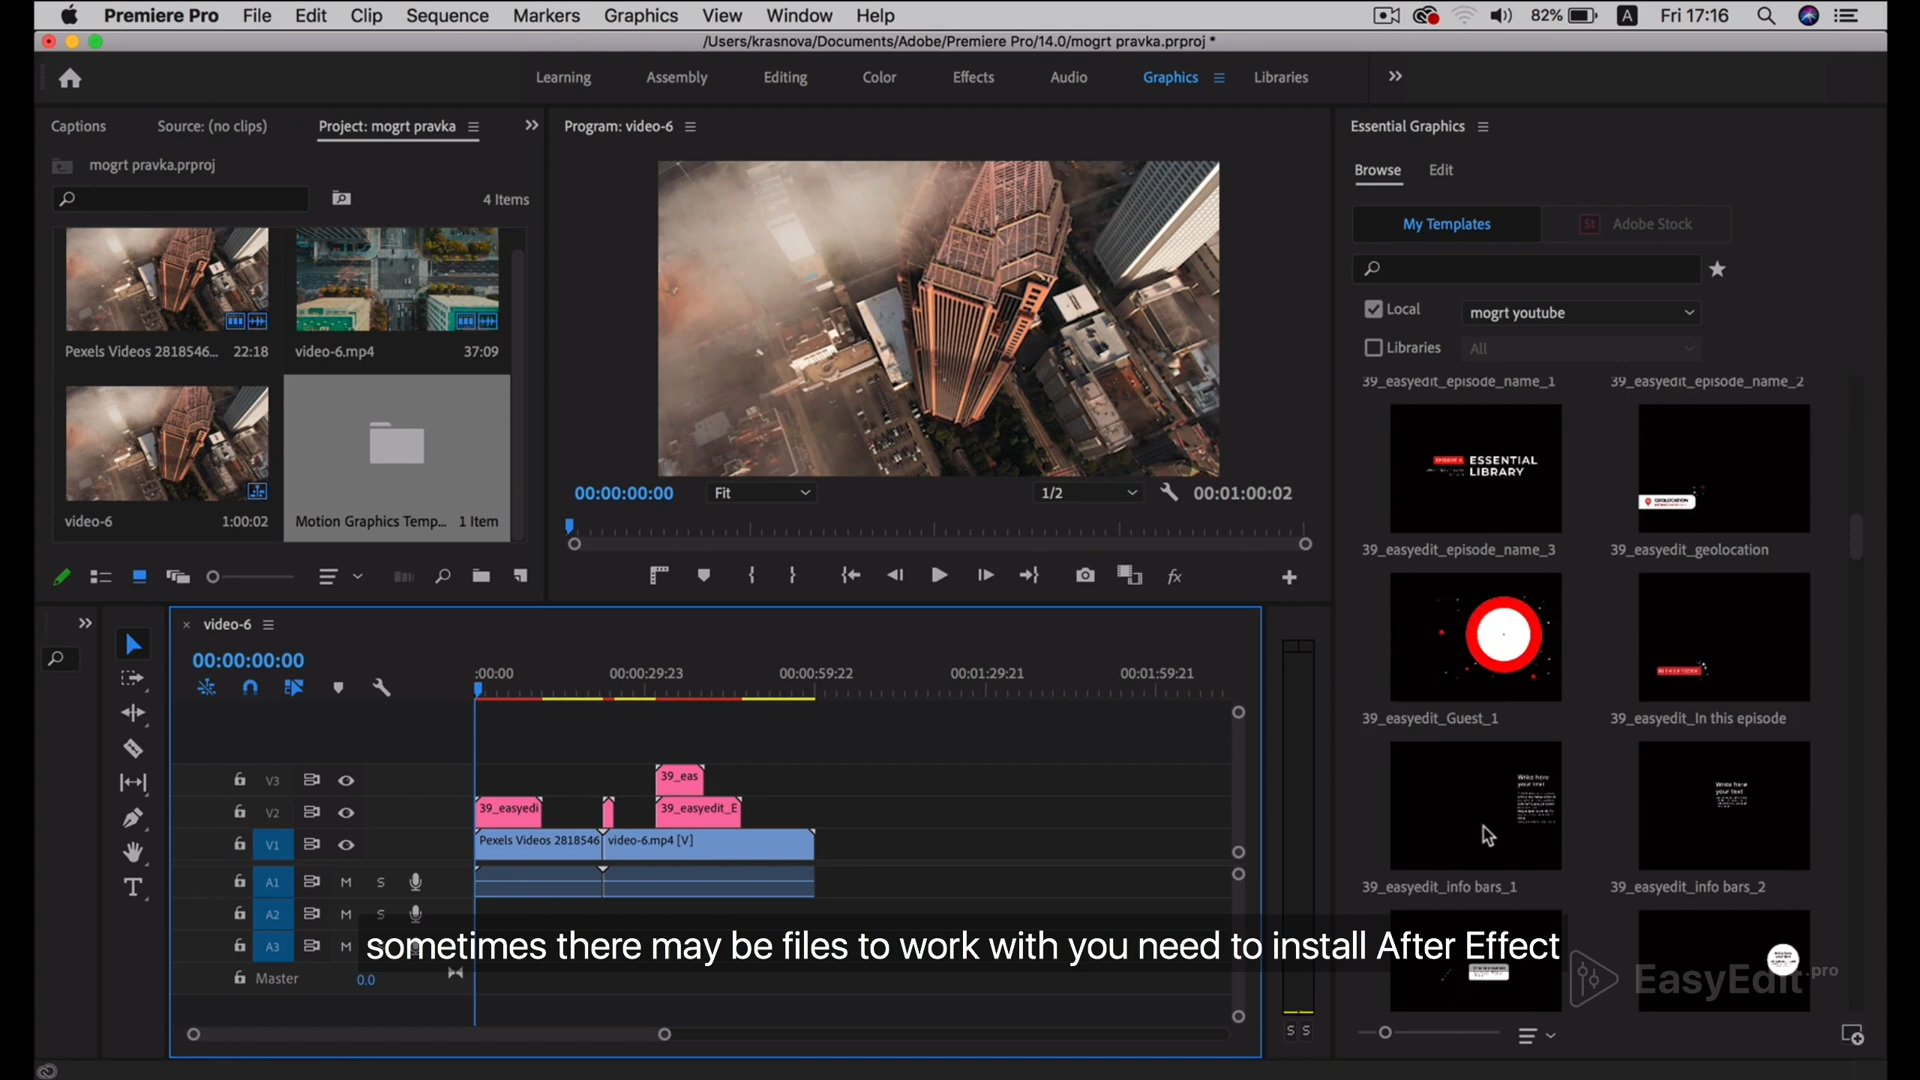 Premiere Pro File Edit Clip Sequence Markers Graphics View Window Help 82% A Fri 17:16
/Users/krasnova/Documents/Adobe/Premiere Pro/14.0/mogrt pravka.prproj *
Learning Assembly Editing Color Effects Audio Graphics Libraries
Captions Source: (no clips) Project: mogrt pravka
mogrt pravka.prproj
4 Items
Pexels Videos 2818546... 22:18
video-6.mp4 37:09
video-6 1:00:02
Motion Graphics Temp... 1 Item
Program: video-6
00:00:00:00 Fit 1/2 00:01:00:02
fx
Essential Graphics
Browse Edit
My Templates St Adobe Stock
Local mogrt youtube
Libraries All
39_easyedit_episode_name_1 39_easyedit_episode_name_2
EPISODE 6 ESSENTIAL
LIBRARY
GEOLOCATION
39_easyedit_episode_name_3 39_easyedit_geolocation
39_easyedit_Guest_1 39_easyedit_In this episode
Write here
your text
Write here
your text
39_easyedit_info bars_1 39_easyedit_info bars_2
video-6
00:00:00:00
:00:00 00:00:29:23 00:00:59:22 00:01:29:21 00:01:59:21
V3 39_eas
V2 39_easyedi 39_easyedit_E
V1 Pexels Videos 2818546 video-6.mp4 [V]
A1 M S
A2 M S
A3 M
Master 0.0
S S
sometimes there may be files to work with you need to install After Effect
EasyEdit.pro